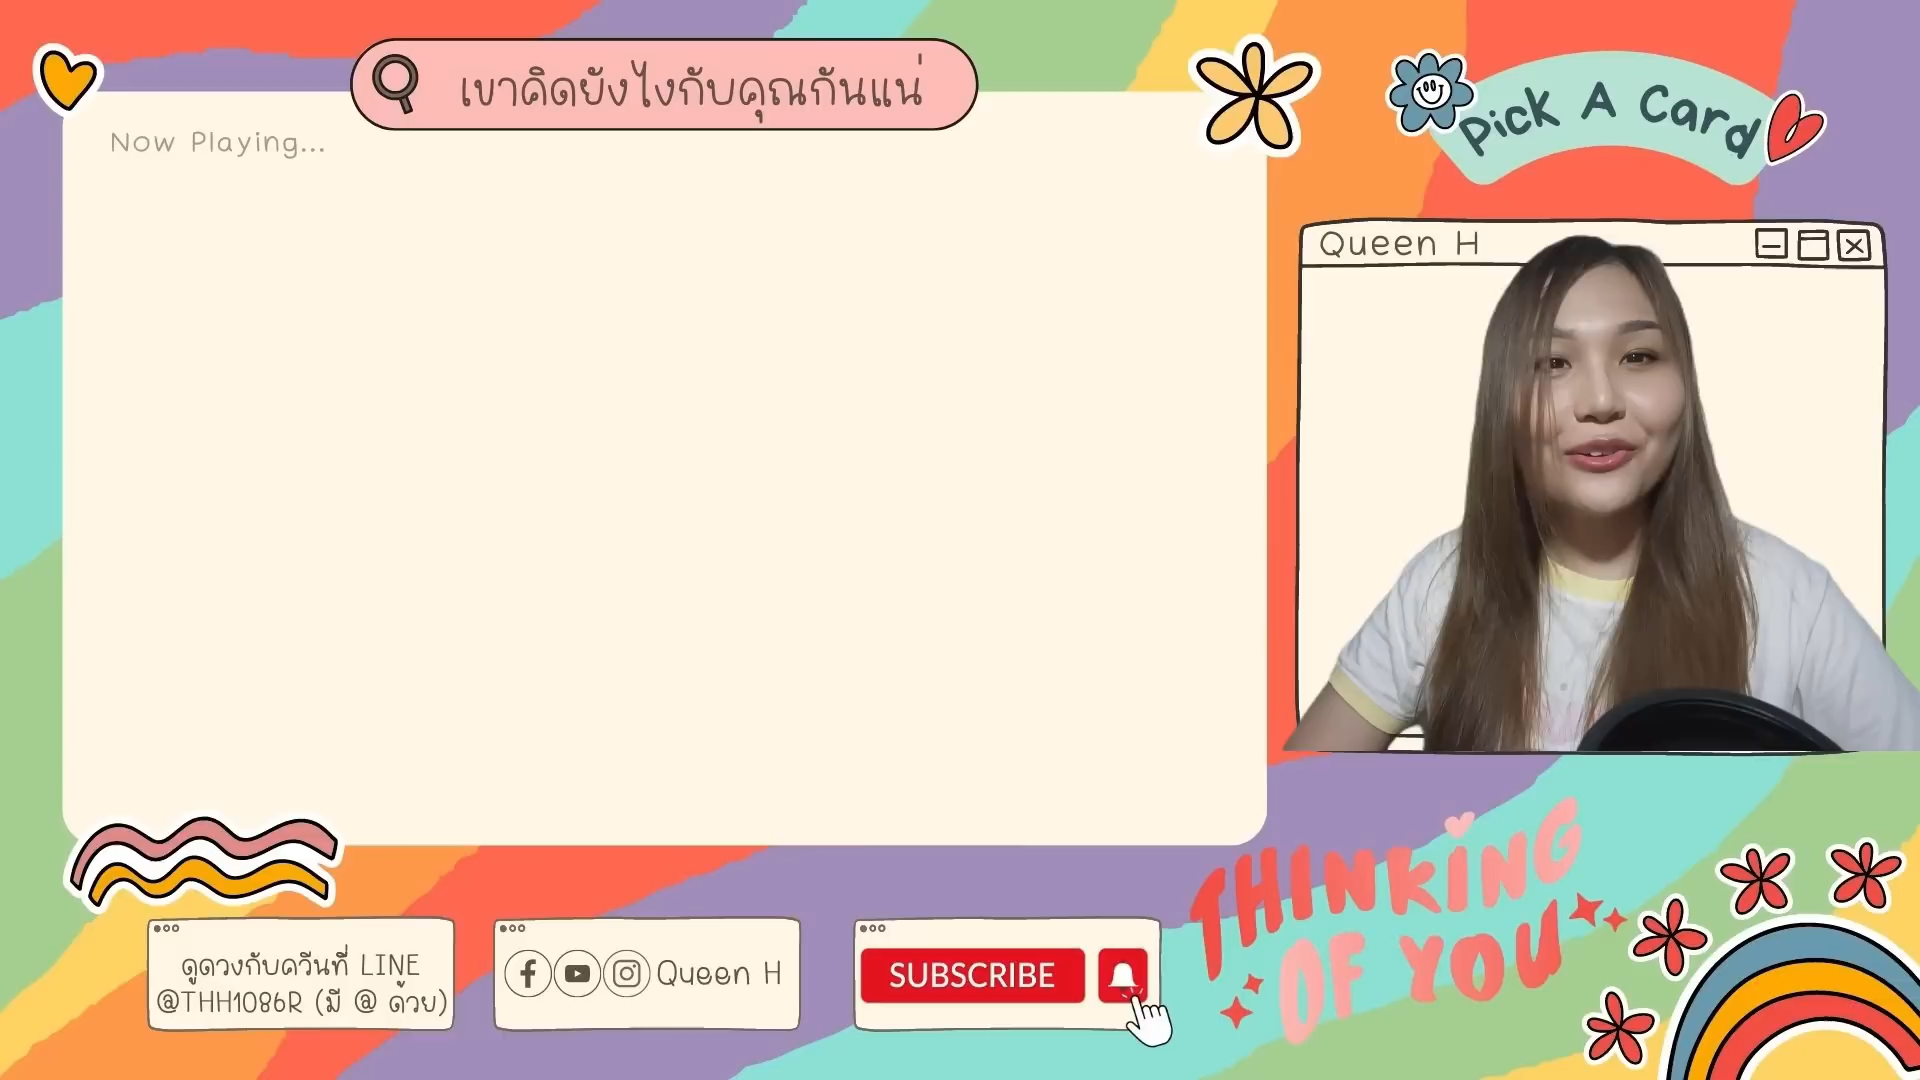 เขาคิดยังไงกับคุณกันแน่
Now Playing...
Pick A Card
Queen H
THINKING
OF YOU
ดูดวงกับควีนที่ LINE
@THH1086R (มี @ ด้วย)
Queen H
SUBSCRIBE